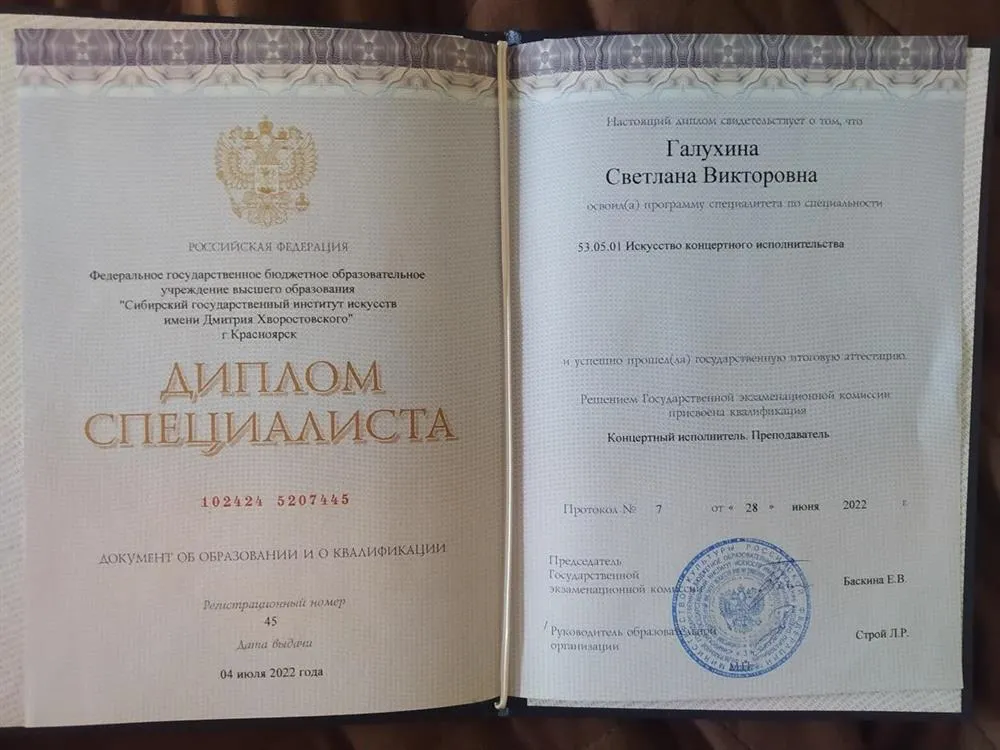 РОССИЙСКАЯ ФЕДЕРАЦИЯ
Федеральное государственное бюджетное образовательное
учреждение высшего образования
"Сибирский государственный институт искусств
имени Дмитрия Хворостовского"
г Красноярск
ДИПЛОМ
СПЕЦИАЛИСТА
102424 5207445
ДОКУМЕНТ ОБ ОБРАЗОВАНИИ И О КВАЛИФИКАЦИИ
Регистрационный номер
45
Дата выдачи
04 июля 2022 года
Настоящий диплом свидетельствует о том, что
Галухина
Светлана Викторовна
освоил(а) программу специалитета по специальности
53.05.01 Искусство концертного исполнительства
и успешно прошел(ла) государственную итоговую аттестацию
Решением Государственной экзаменационной комиссии
присвоена квалификация
Концертный исполнитель. Преподаватель
Протокол № 7 от « 28 » июня 2022 г.
Председатель
Государственной
экзаменационной комиссии
Баскина Е.В.
/ Руководитель образовательной
организации
Строй Л.Р.
М.П.